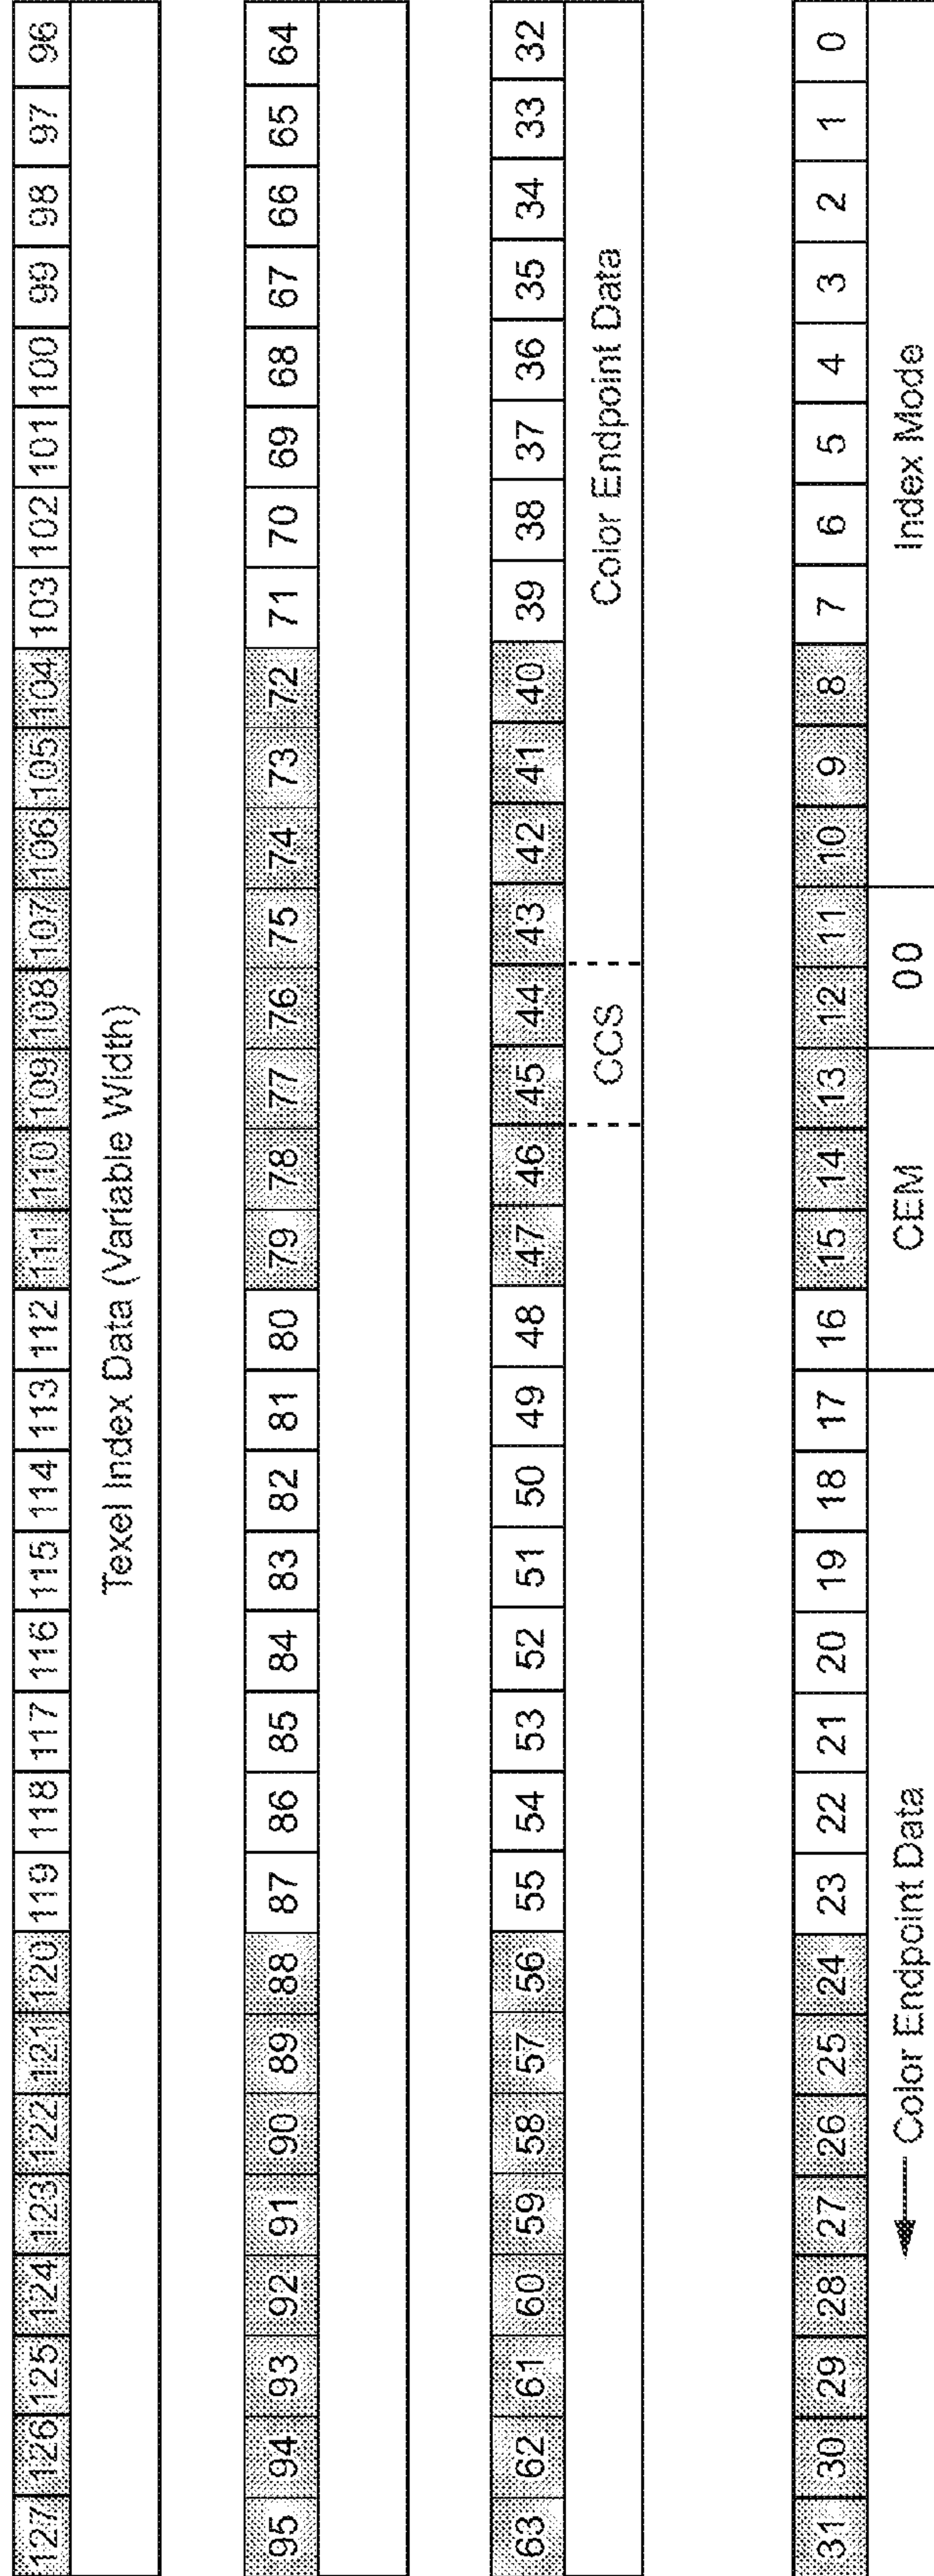 127 126 125 124 123 122 121 120 119 118 117 116 115 114 113 112 111 110 109 108 107 106 105 104 103 102 101 100 99 98 97 96
Texel Index Data (Variable Width)
95 94 93 92 91 90 89 88 87 86 85 84 83 82 81 80 79 78 77 76 75 74 73 72 71 70 69 68 67 66 65 64
63 62 61 60 59 58 57 56 55 54 53 52 51 50 49 48 47 46 45 44 43 42 41 40 39 38 37 36 35 34 33 32
CCS Color Endpoint Data
31 30 29 28 27 26 25 24 23 22 21 20 19 18 17 16 15 14 13 12 11 10 9 8 7 6 5 4 3 2 1 0
Color Endpoint Data CEM 00 Index Mode